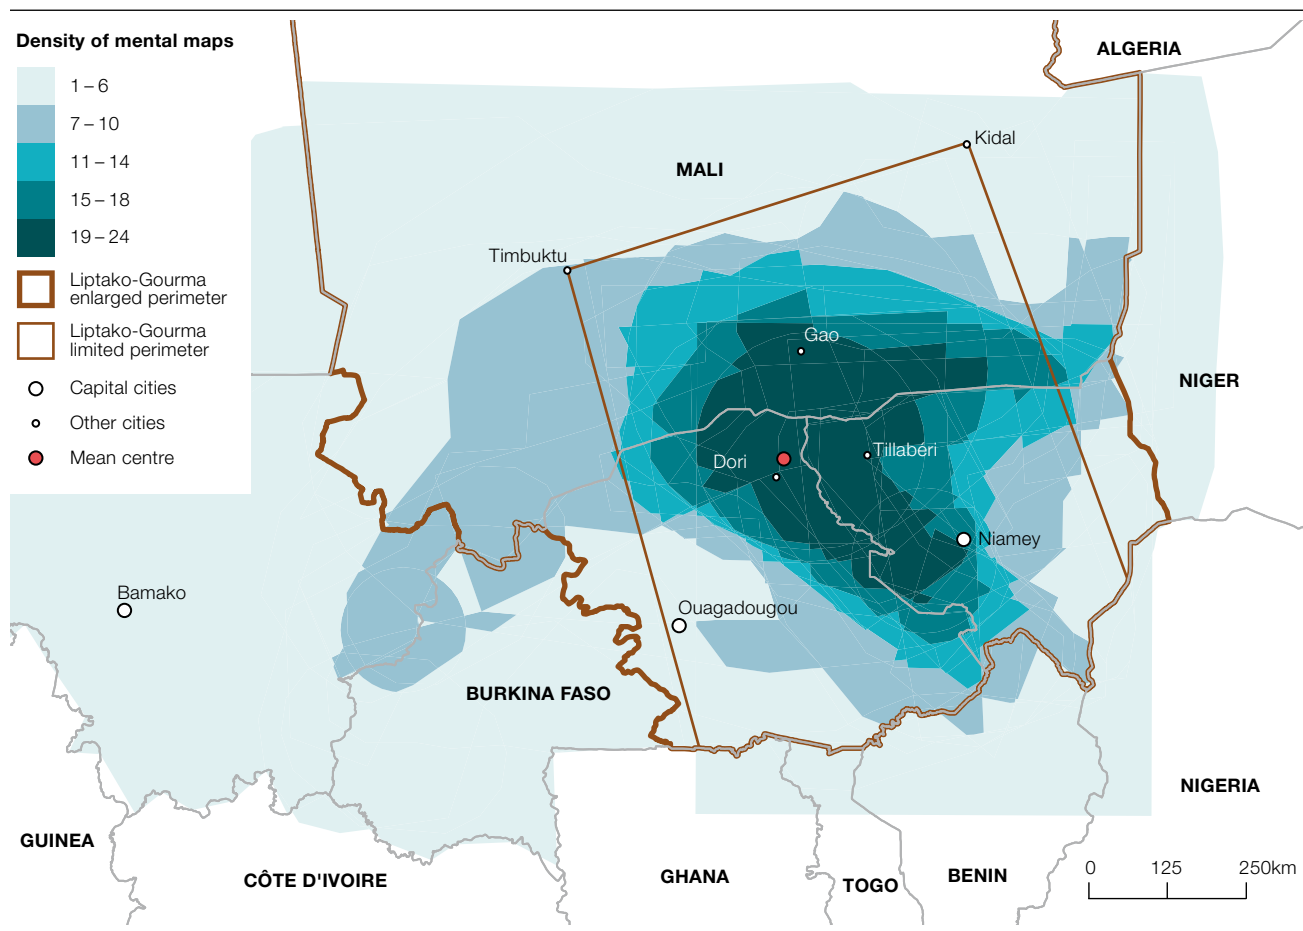 Density of mental maps
1 – 6
7 – 10
11 – 14
15 – 18
19 – 24
Liptako-Gourma
enlarged perimeter
Liptako-Gourma
limited perimeter
Capital cities
Other cities
Mean centre
ALGERIA
Kidal
MALI
Timbuktu
Gao
NIGER
Tillabéri
Dori
Niamey
Bamako
Ouagadougou
BURKINA FASO
NIGERIA
GUINEA
CÔTE D'IVOIRE
GHANA
TOGO
BENIN
0 125 250km